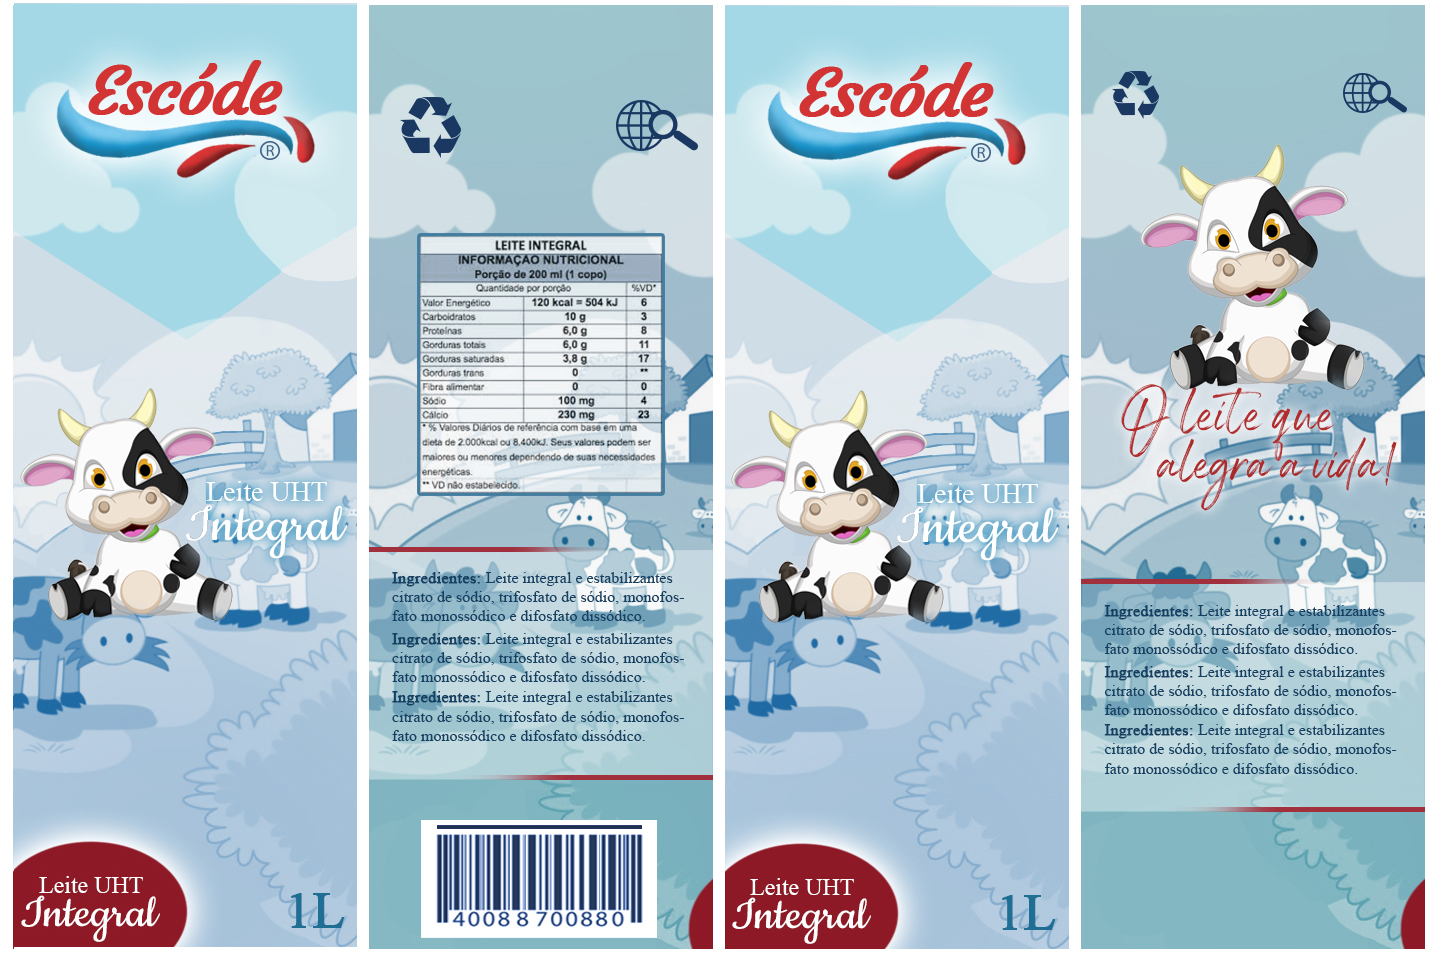 Escóde
®
Leite UHT
Integral
Leite UHT
Integral
1L
LEITE INTEGRAL
INFORMAÇÃO NUTRICIONAL
Porção de 200 ml (1 copo)
Quantidade por porção %VD*
Valor Energético 120 kcal = 504 kJ 6
Carboidratos 10 g 3
Proteínas 6,0 g 8
Gorduras totais 6,0 g 11
Gorduras saturadas 3,8 g 17
Gorduras trans 0 **
Fibra alimentar 0 0
Sódio 100 mg 4
Cálcio 230 mg 23
* % Valores Diários de referência com base em uma
dieta de 2.000kcal ou 8.400kJ. Seus valores podem ser
maiores ou menores dependendo de suas necessidades
energéticas.
** VD não estabelecido.
Ingredientes: Leite integral e estabilizantes
citrato de sódio, trifosfato de sódio, monofos-
fato monossódico e difosfato dissódico.
Ingredientes: Leite integral e estabilizantes
citrato de sódio, trifosfato de sódio, monofos-
fato monossódico e difosfato dissódico.
Ingredientes: Leite integral e estabilizantes
citrato de sódio, trifosfato de sódio, monofos-
fato monossódico e difosfato dissódico.
40088700880
Escóde
®
Leite UHT
Integral
Leite UHT
Integral
1L
O leite que
alegra a vida!
Ingredientes: Leite integral e estabilizantes
citrato de sódio, trifosfato de sódio, monofos-
fato monossódico e difosfato dissódico.
Ingredientes: Leite integral e estabilizantes
citrato de sódio, trifosfato de sódio, monofos-
fato monossódico e difosfato dissódico.
Ingredientes: Leite integral e estabilizantes
citrato de sódio, trifosfato de sódio, monofos-
fato monossódico e difosfato dissódico.